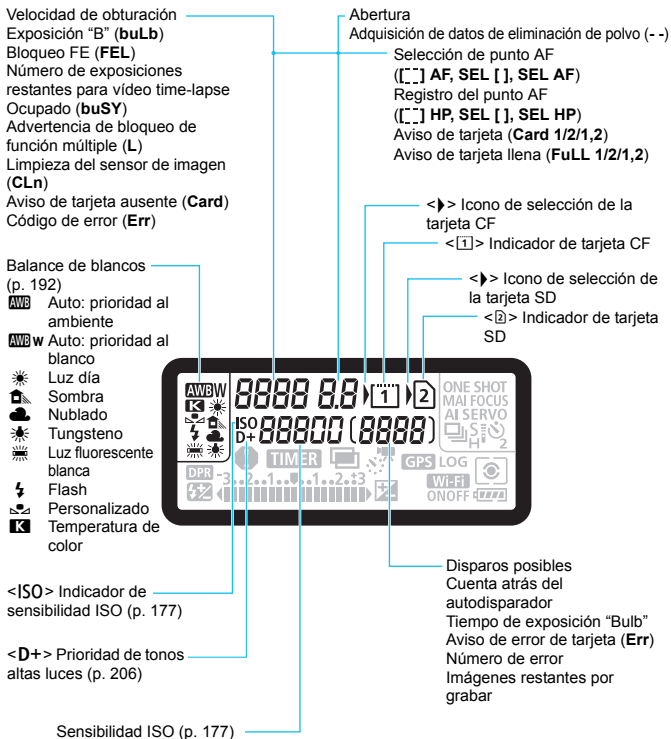 Velocidad de obturación
Exposición "B" (buLb)
Bloqueo FE (FEL)
Número de exposiciones
restantes para vídeo time-lapse
Ocupado (buSY)
Advertencia de bloqueo de
función múltiple (L)
Limpieza del sensor de imagen
(CLn)
Aviso de tarjeta ausente (Card)
Código de error (Err)
Abertura
Adquisición de datos de eliminación de polvo (- -)
Selección de punto AF
([ ] AF, SEL [ ], SEL AF)
Registro del punto AF
([ ] HP, SEL [ ], SEL HP)
Aviso de tarjeta (Card 1/2/1,2)
Aviso de tarjeta llena (FuLL 1/2/1,2)
< > Icono de selección de la
tarjeta CF
<1> Indicador de tarjeta CF
< > Icono de selección de
la tarjeta SD
<2> Indicador de tarjeta
SD
Balance de blancos
(p. 192)
AWB Auto: prioridad al
ambiente
AWB W Auto: prioridad al
blanco
Luz día
Sombra
Nublado
Tungsteno
Luz fluorescente
blanca
Flash
Personalizado
K Temperatura de
color
AWBW 8888 8.8 1 2 ONE SHOT
K MAI FOCUS
AI SERVO
ISO
D+ 88800 (8888) S H 2
TIMER GPS LOG
DPR -3..2..1..0..1..2..+3 Wi-Fi
ONOFF
<ISO> Indicador de
sensibilidad ISO (p. 177)
<D+> Prioridad de tonos
altas luces (p. 206)
Sensibilidad ISO (p. 177)
Disparos posibles
Cuenta atrás del
autodisparador
Tiempo de exposición "Bulb"
Aviso de error de tarjeta (Err)
Número de error
Imágenes restantes por
grabar